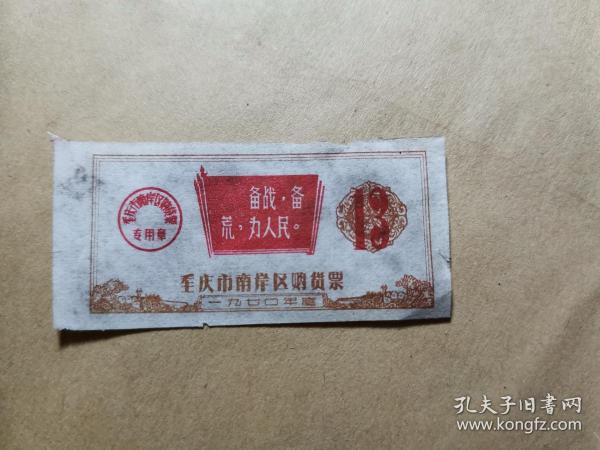 备战,备
荒,为人民。
重庆市南岸区购货票
专用章
13
重庆市南岸区购货票
一九七〇年度
孔夫子旧书网
www.kongfz.com